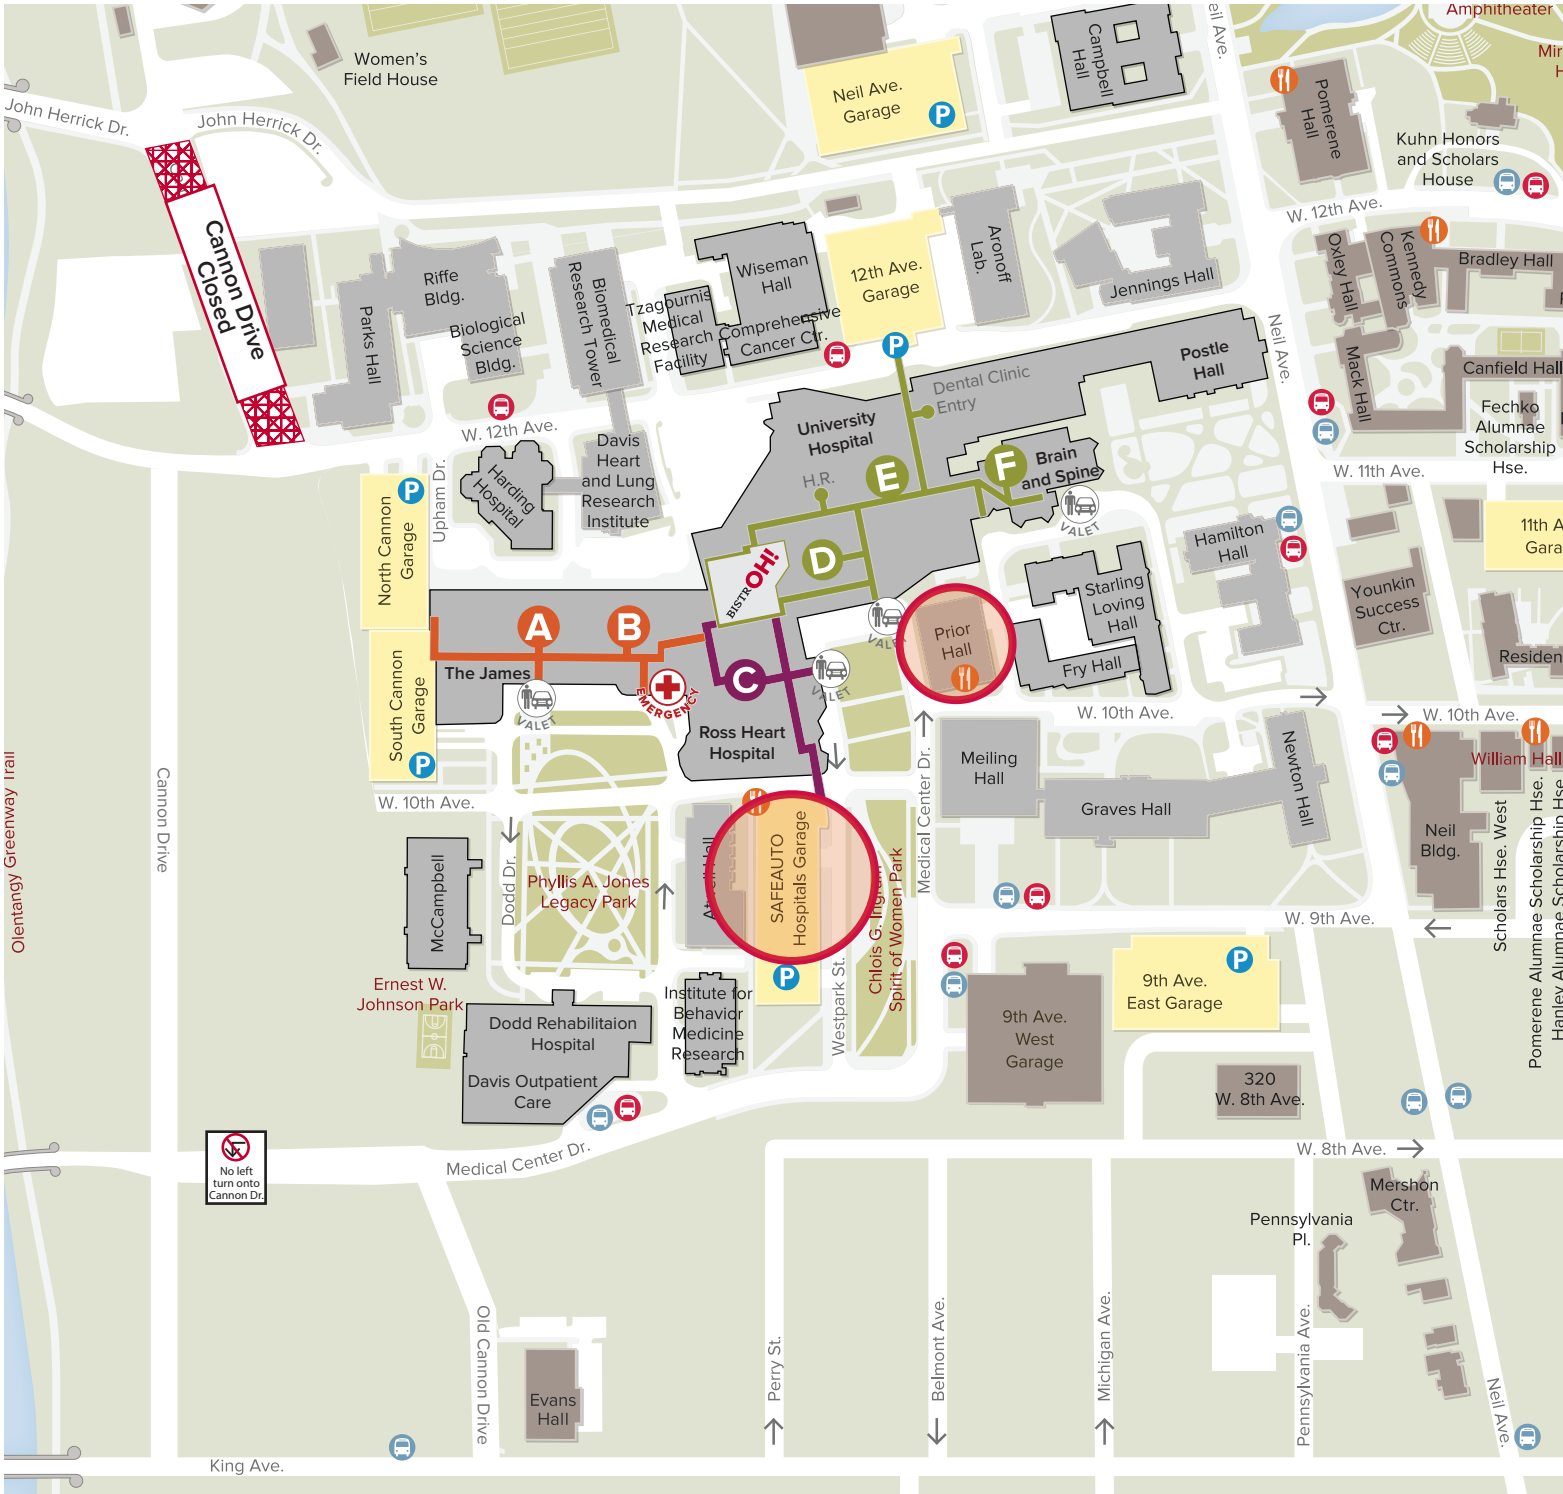 Women's
Field House
John Herrick Dr.
John Herrick Dr.
Neil Ave.
Garage
P
Campbell
Hall
eil Ave.
Amphitheater
Mir
H
Pomerene
Hall
Kuhn Honors
and Scholars
House
W. 12th Ave.
Cannon Drive
Closed
Parks Hall
Riffe
Bldg.
Biological
Science
Bldg.
Biomedical
Research Tower
Tzagournis
Medical
Research
Facility
Wiseman
Hall
Comprehensive
Cancer Ctr.
12th Ave.
Garage
P
Aronoff
Lab.
Jennings Hall
Oxley Hall
Kennedy
Commons
Bradley Hall
Mack Hall
Canfield Hall
Fechko
Alumnae
Scholarship
Hse.
Neil Ave.
Postle
Hall
Dental Clinic
Entry
University
Hospital
H.R.
E
F
Brain
and Spine
VALET
W. 12th Ave.
Upham Dr.
Harding
Hospital
Davis
Heart
and Lung
Research
Institute
W. 11th Ave.
11th A
Gara
North Cannon
Garage
P
BISTROH!
D
Hamilton
Hall
Starling
Loving
Hall
Fry Hall
Younkin
Success
Ctr.
Residen
A
B
C
The James
VALET
EMERGENCY
VALET
VALET
Prior
Hall
Ross Heart
Hospital
South Cannon
Garage
P
W. 10th Ave.
W. 10th Ave.
W. 10th Ave.
Meiling
Hall
Graves Hall
Newton Hall
William Hall
Neil
Bldg.
Scholars Hse. West
Pomerene Alumnae Scholarship Hse.
Hanley Alumnae Scholarship Hse
Olentangy Greenway Trail
Cannon Drive
McCampbell
Dodd Dr.
Phyllis A. Jones
Legacy Park
SAFEAUTO
Hospitals Garage
P
Chlois G. Ingram
Spirit of Women Park
Medical Center Dr.
Westpark St.
W. 9th Ave.
Ernest W.
Johnson Park
Dodd Rehabilitaion
Hospital
Davis Outpatient
Care
Institute for
Behavior
Medicine
Research
9th Ave.
West
Garage
9th Ave.
East Garage
P
320
W. 8th Ave.
No left
turn onto
Cannon Dr.
Medical Center Dr.
W. 8th Ave.
Mershon
Ctr.
Pennsylvania
Pl.
Old Cannon Drive
Evans
Hall
Perry St.
Belmont Ave.
Michigan Ave.
Pennsylvania Ave.
Neil Ave.
King Ave.